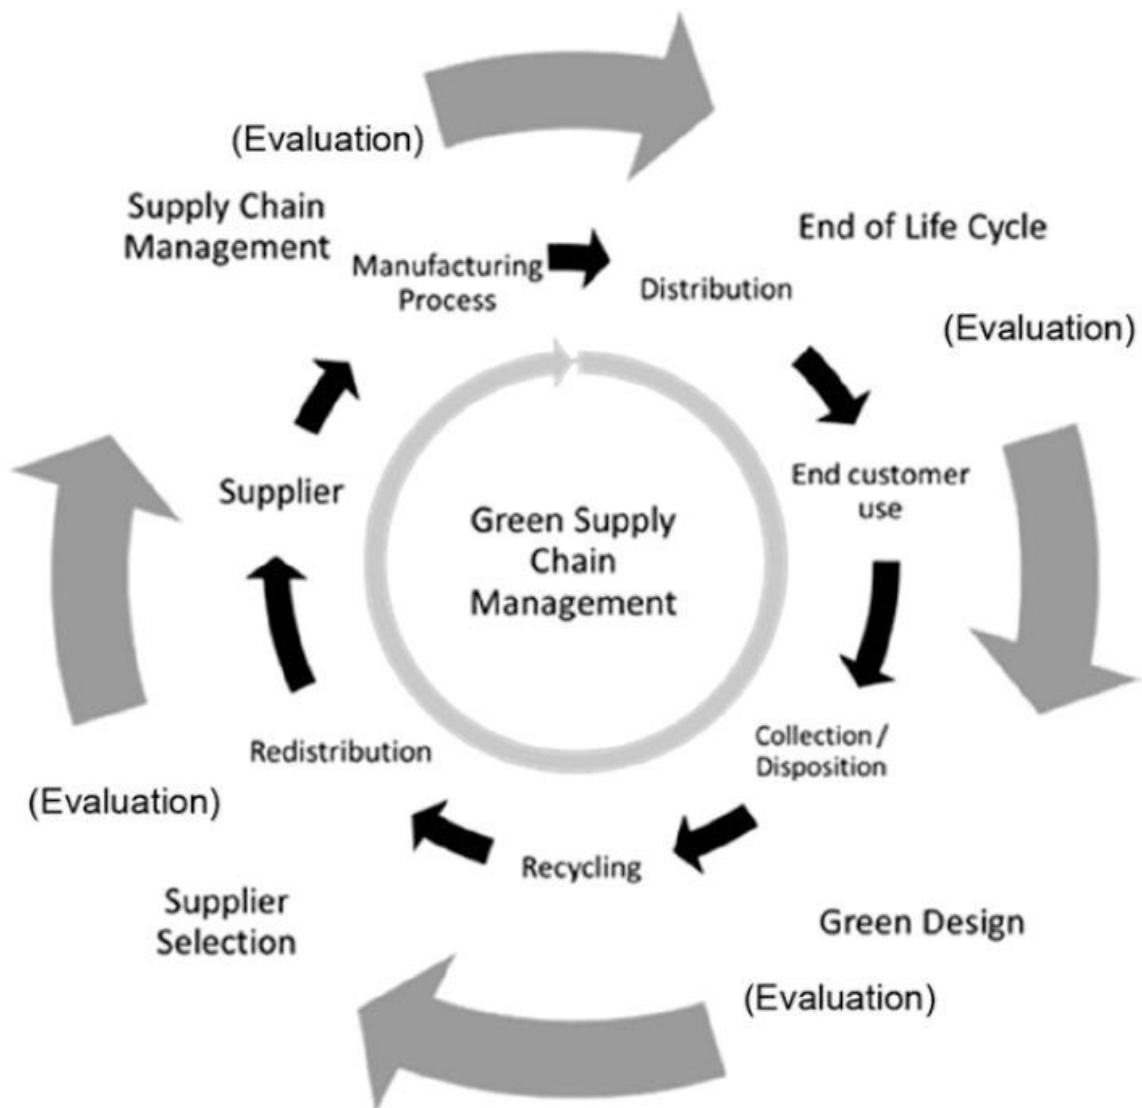 (Evaluation)
Supply Chain
Management
End of Life Cycle
Manufacturing
Process
Distribution
(Evaluation)
Supplier
End customer
use
Green Supply
Chain
Management
Redistribution
Collection /
Disposition
(Evaluation)
Recycling
Supplier
Selection
Green Design
(Evaluation)